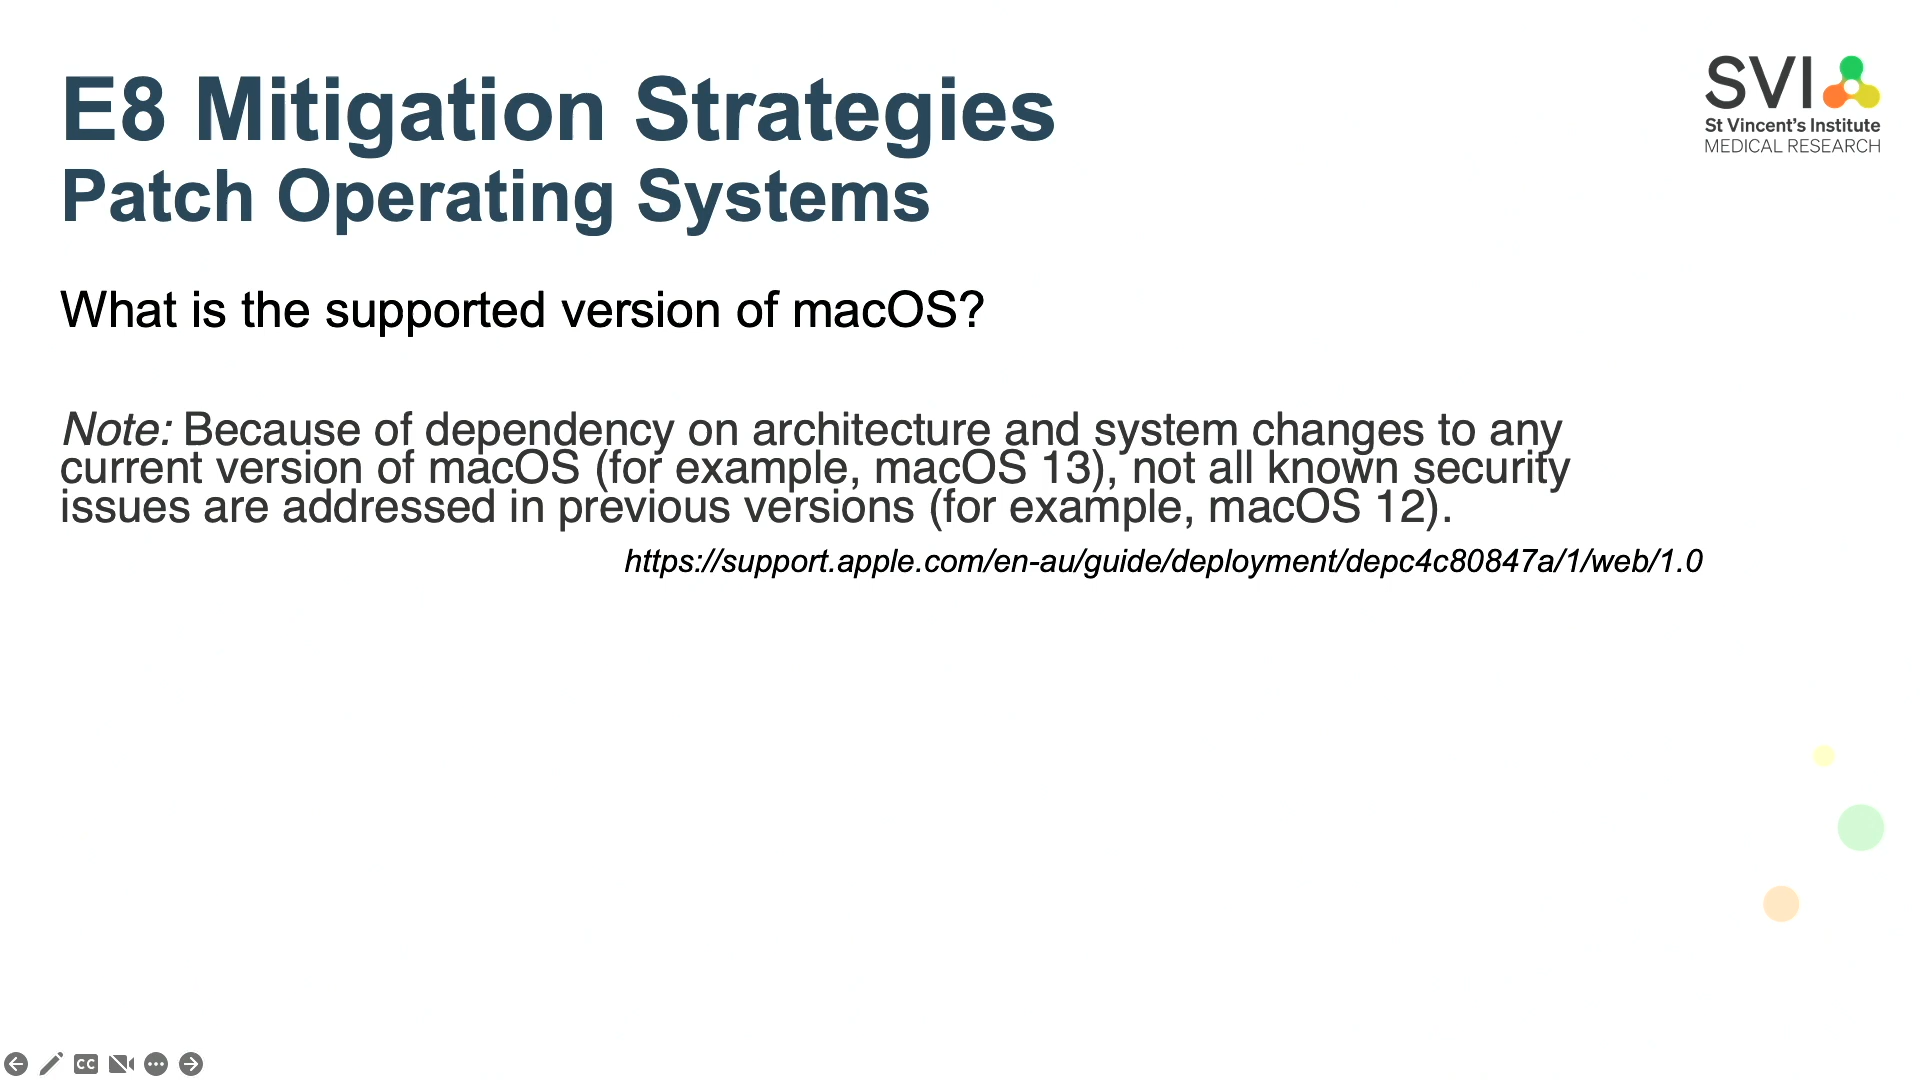 E8 Mitigation Strategies
Patch Operating Systems
SVI
St Vincent's Institute
MEDICAL RESEARCH
What is the supported version of macOS?
Note: Because of dependency on architecture and system changes to any
current version of macOS (for example, macOS 13), not all known security
issues are addressed in previous versions (for example, macOS 12).
https://support.apple.com/en-au/guide/deployment/depc4c80847a/1/web/1.0
CC